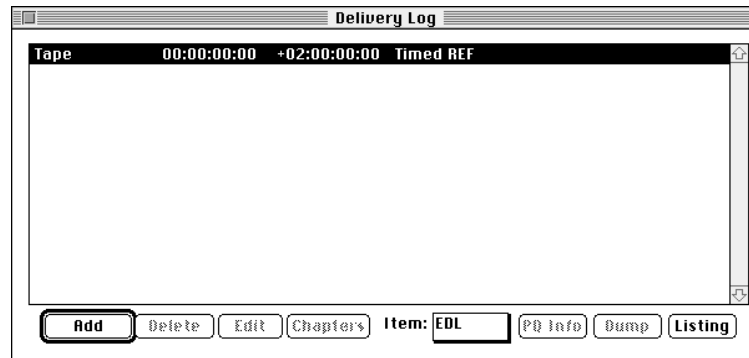 Delivery Log
Tape 00:00:00:00 +02:00:00:00 Timed REF
Add Delete Edit Chapters Item: EDL PQ Info Dump Listing